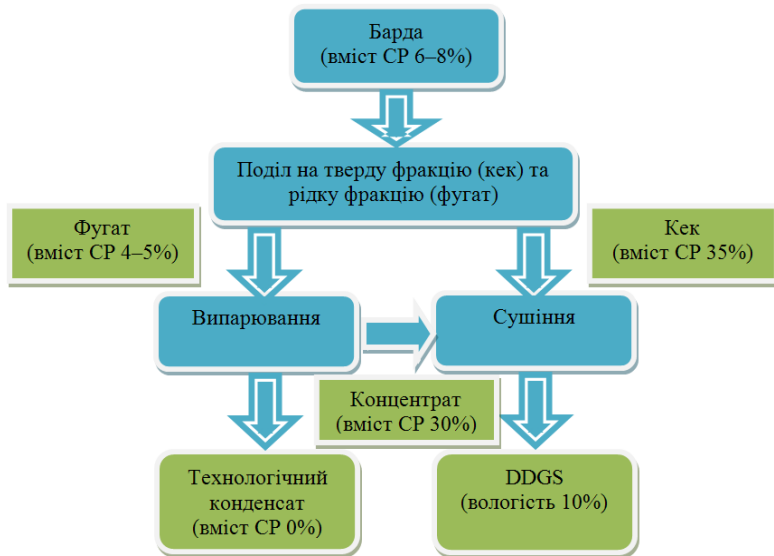 Барда
(вміст СР 6–8%)
Поділ на тверду фракцію (кек) та
рідку фракцію (фугат)
Фугат
(вміст СР 4–5%)
Кек
(вміст СР 35%)
Випарювання
Сушіння
Концентрат
(вміст СР 30%)
Технологічний
конденсат
(вміст СР 0%)
DDGS
(вологість 10%)